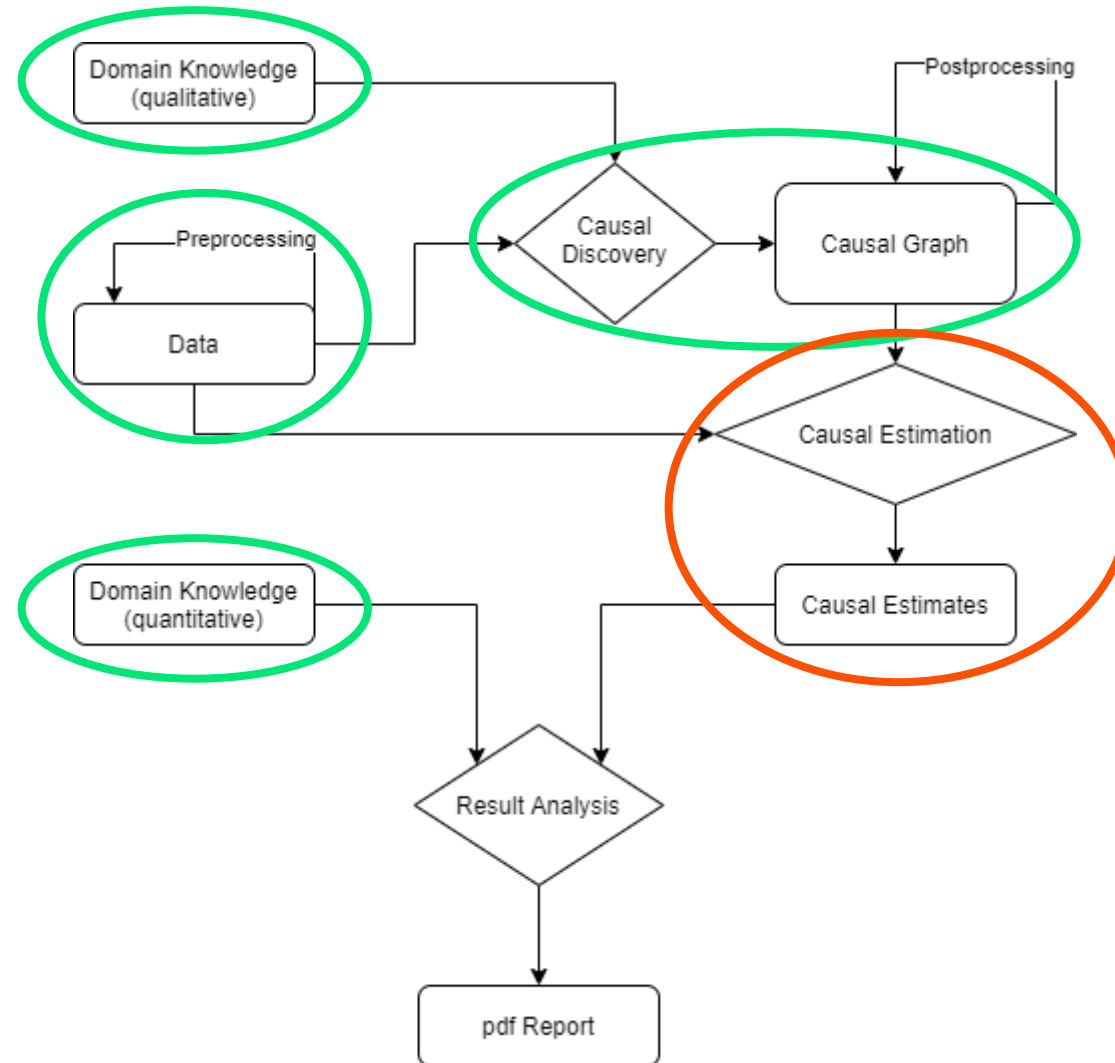 Domain Knowledge
(qualitative)
Postprocessing
Causal
Discovery
Causal Graph
Preprocessing
Data
Causal Estimation
Domain Knowledge
(quantitative)
Causal Estimates
Result Analysis
pdf Report